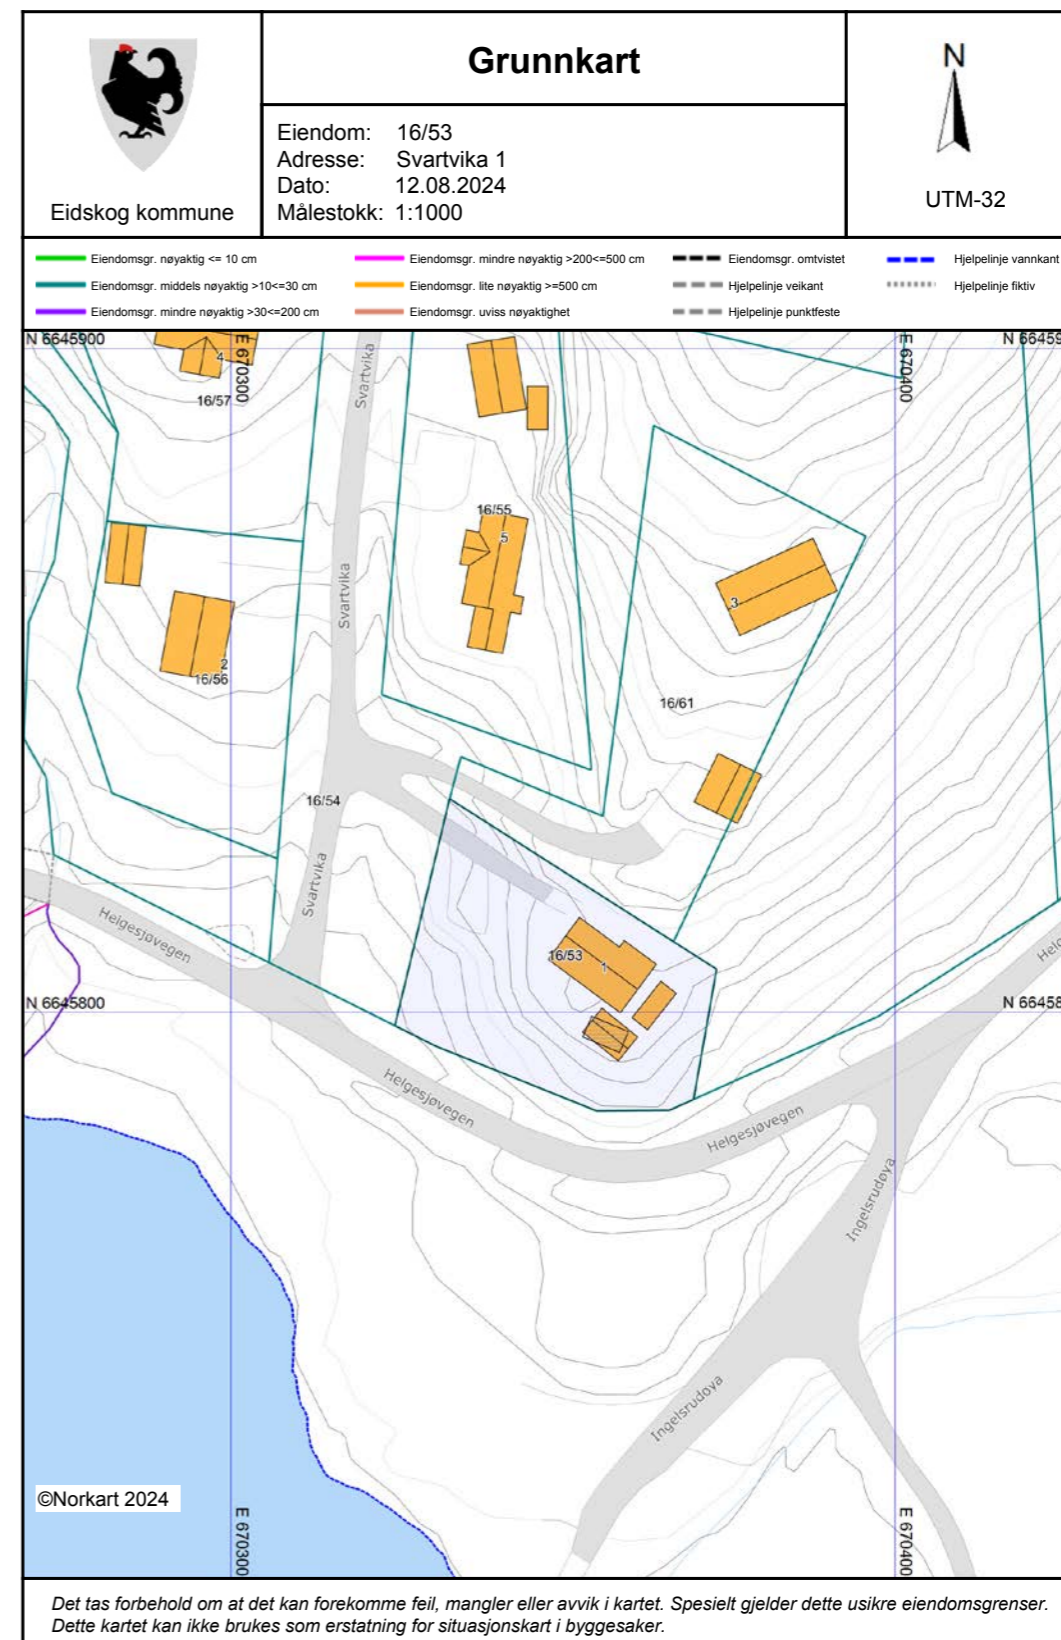 Grunnkart
Eidskog kommune
Eiendom: 16/53
Adresse: Svartvika 1
Dato: 12.08.2024
Målestokk: 1:1000
N
UTM-32
Eiendomsgr. nøyaktig <= 10 cm
Eiendomsgr. middels nøyaktig >10<=30 cm
Eiendomsgr. mindre nøyaktig >30<=200 cm
Eiendomsgr. mindre nøyaktig >200<=500 cm
Eiendomsgr. lite nøyaktig >=500 cm
Eiendomsgr. uviss nøyaktighet
Eiendomsgr. omtvistet
Hjelpelinje veikant
Hjelpelinje punktfeste
Hjelpelinje vannkant
Hjelpelinje fiktiv
N 6645900
E 670300
E 670400
N 66459
4
16/57
Svartvika
16/55
5
Svartvika
3
2
16/56
16/61
16/54
Svartvika
Helgesjøvegen
16/53
1
Helg
N 6645800
N 66458
Helgesjøvegen
Helgesjøvegen
Ingelsrudøya
Ingelsrudøya
©Norkart 2024
E 670300
E 670400
Det tas forbehold om at det kan forekomme feil, mangler eller avvik i kartet. Spesielt gjelder dette usikre eiendomsgrenser.
Dette kartet kan ikke brukes som erstatning for situasjonskart i byggesaker.